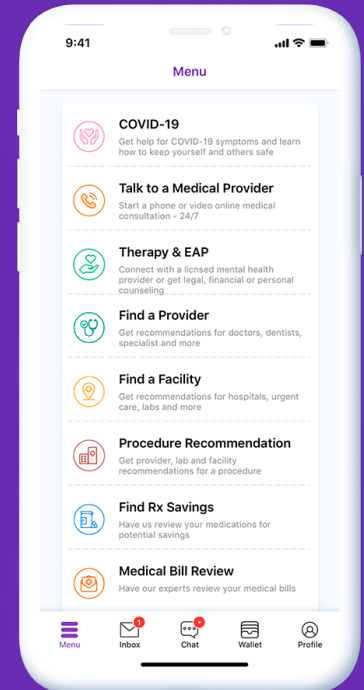 9:41
Menu
COVID-19
Get help for COVID-19 symptoms and learn
how to keep yourself and others safe
Talk to a Medical Provider
Start a phone or video online medical
consultation - 24/7
Therapy & EAP
Connect with a licnsed mental health
provider or get legal, financial or personal
counseling
Find a Provider
Get recommendations for doctors, dentists,
specialist and more
Find a Facility
Get recommendations for hospitals, urgent
care, labs and more
Procedure Recommendation
Get provider, lab and facility
recommendations for a procedure
Find Rx Savings
Have us review your medications for
potential savings
Medical Bill Review
Have our experts review your medical bills
1
Menu Inbox Chat Wallet Profile